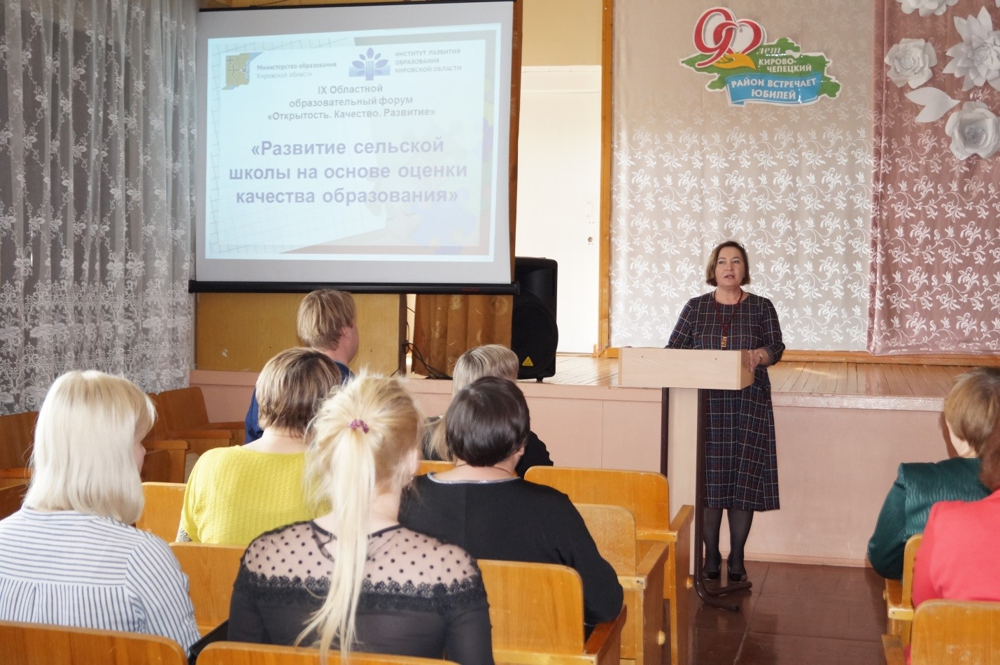 Министерство образования
Кировской области
ИНСТИТУТ РАЗВИТИЯ
ОБРАЗОВАНИЯ
КИРОВСКОЙ ОБЛАСТИ
IX Областной
образовательный форум
«Открытость. Качество. Развитие»
«Развитие сельской
школы на основе оценки
качества образования»
90
лет
КИРОВО-
ЧЕПЕЦКИЙ
РАЙОН ВСТРЕЧАЕТ
ЮБИЛЕЙ